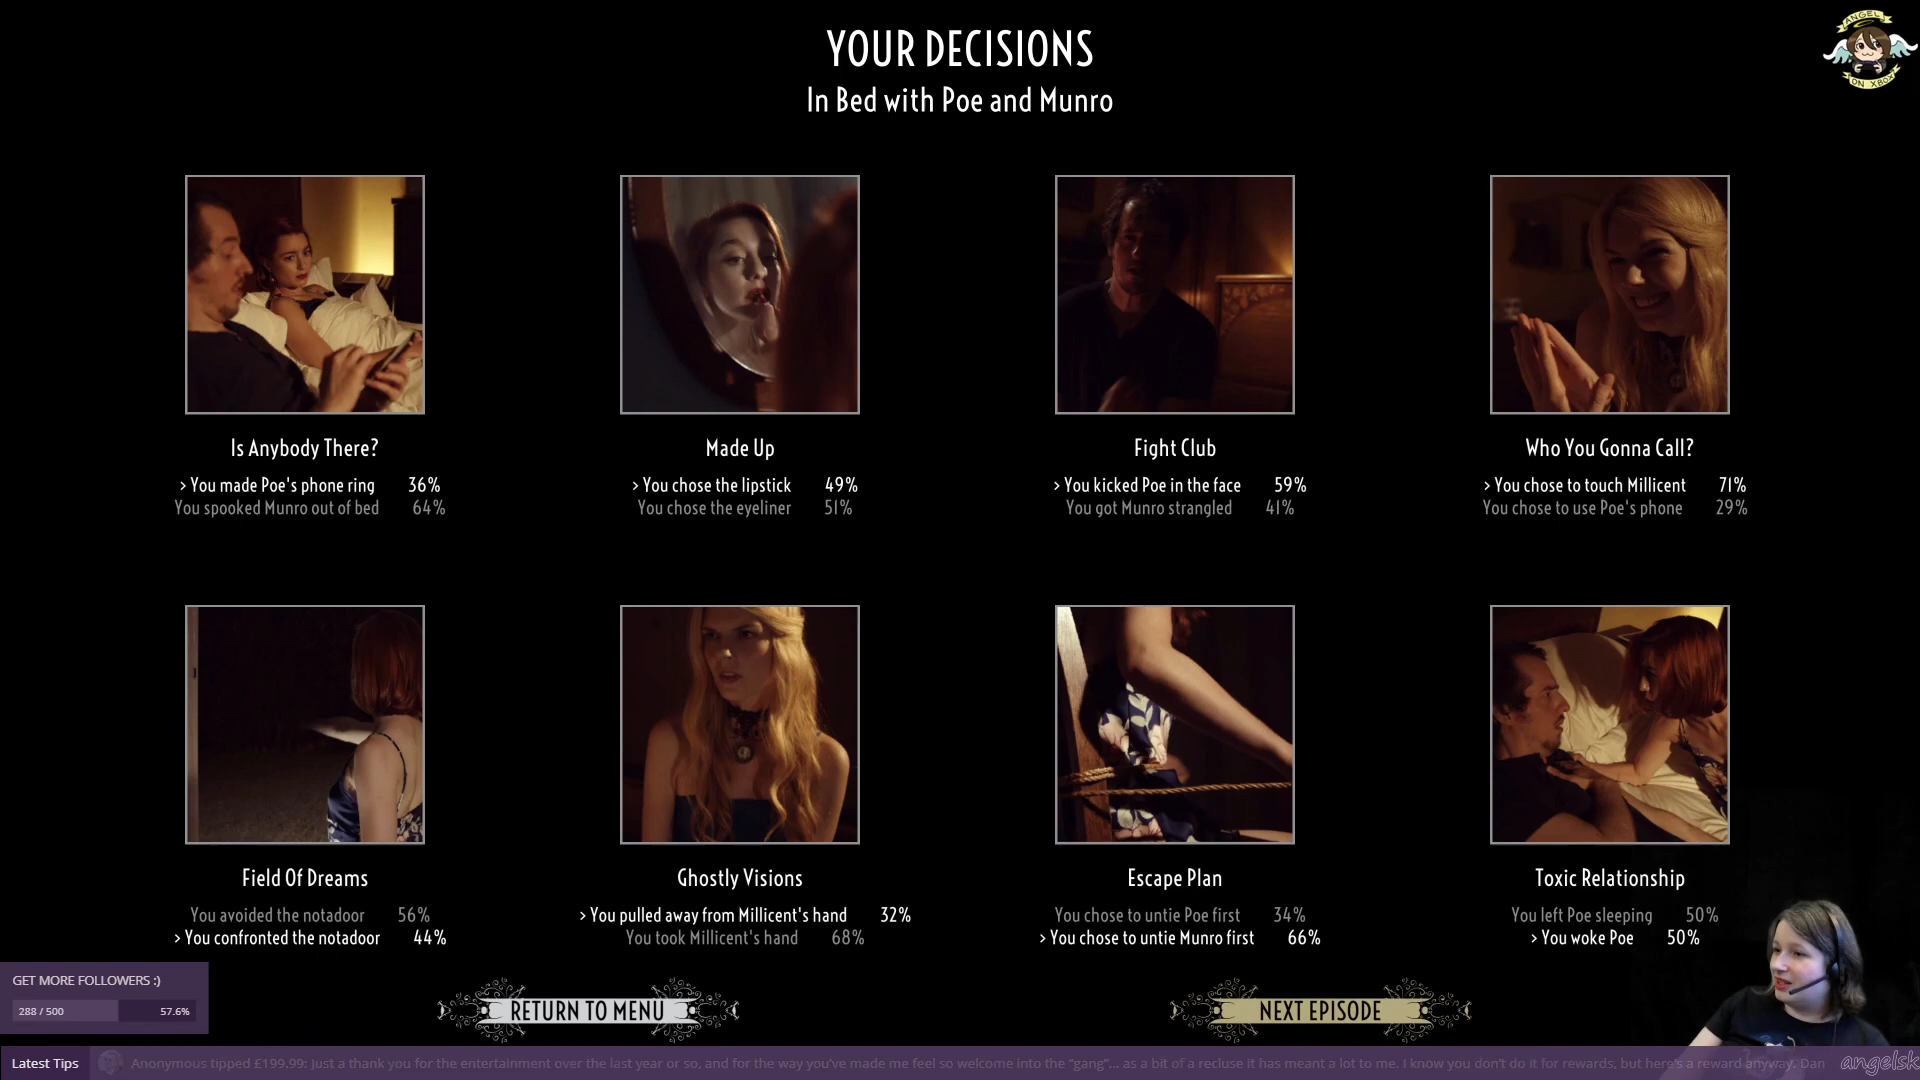 YOUR DECISIONS
In Bed with Poe and Munro
ANGEL
ON XBOX
Is Anybody There?
> You made Poe's phone ring 36%
You spooked Munro out of bed 64%
Made Up
> You chose the lipstick 49%
You chose the eyeliner 51%
Fight Club
> You kicked Poe in the face 59%
You got Munro strangled 41%
Who You Gonna Call?
> You chose to touch Millicent 71%
You chose to use Poe's phone 29%
Field Of Dreams
You avoided the notadoor 56%
> You confronted the notadoor 44%
Ghostly Visions
> You pulled away from Millicent's hand 32%
You took Millicent's hand 68%
Escape Plan
You chose to untie Poe first 34%
> You chose to untie Munro first 66%
Toxic Relationship
You left Poe sleeping 50%
> You woke Poe 50%
GET MORE FOLLOWERS :)
288 / 500 57.6%
RETURN TO MENU
NEXT EPISODE
Latest Tips
Anonymous tipped £199.99: Just a thank you for the entertainment over the last year or so, and for the way you've made me feel so welcome into the "gang"... as a bit of a recluse it has meant a lot to me. I know you don't do it for rewards, but here's a reward anyway. Dan
angelsk